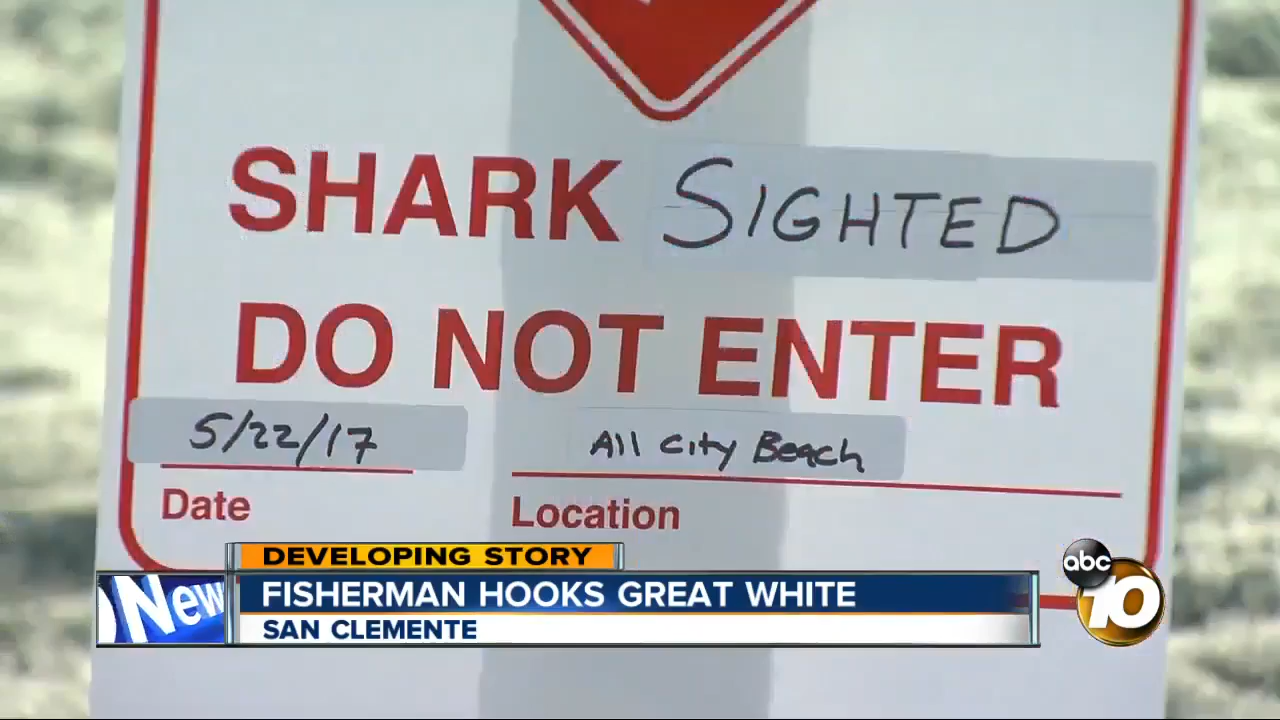 SHARK SIGHTED
DO NOT ENTER
5/22/17 All City Beach
Date Location
DEVELOPING STORY
FISHERMAN HOOKS GREAT WHITE
SAN CLEMENTE
New
abc
10